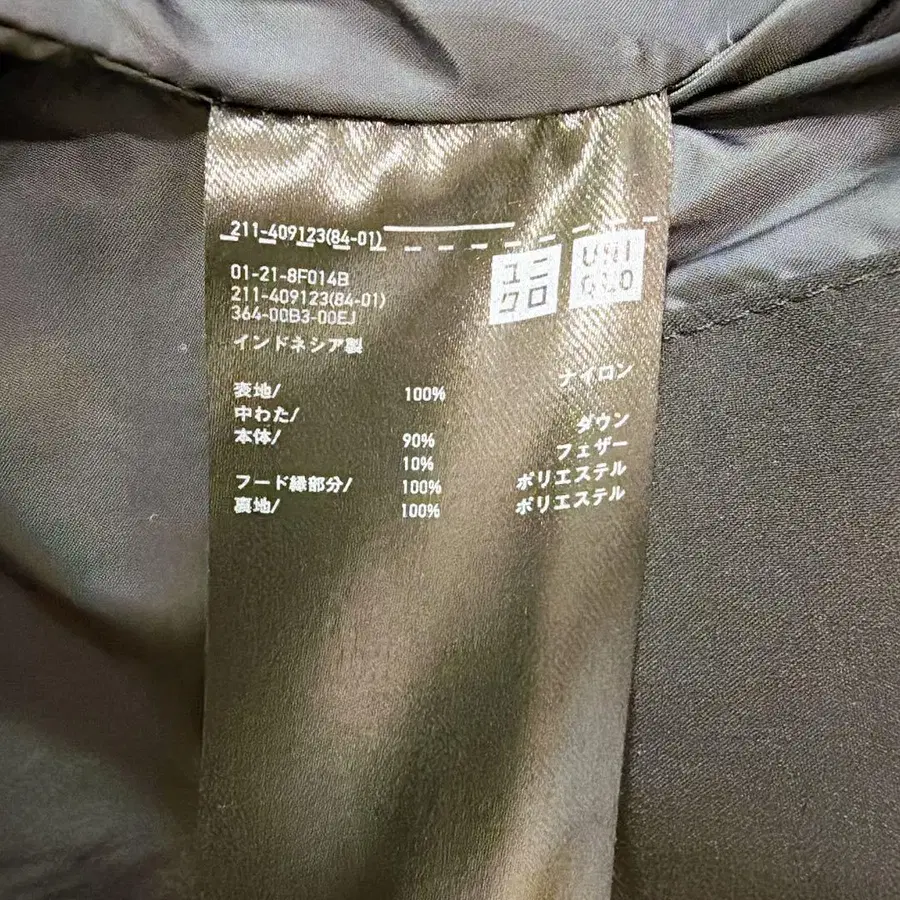 211-409123(84-01)
ユニ
クロ
UNI
QLO
01-21-8F014B
211-409123(84-01)
364-00B3-00EJ
インドネシア製
表地/ 100% ナイロン
中わた/
本体/ 90% ダウン
10% フェザー
フード縁部分/ 100% ポリエステル
裏地/ 100% ポリエステル